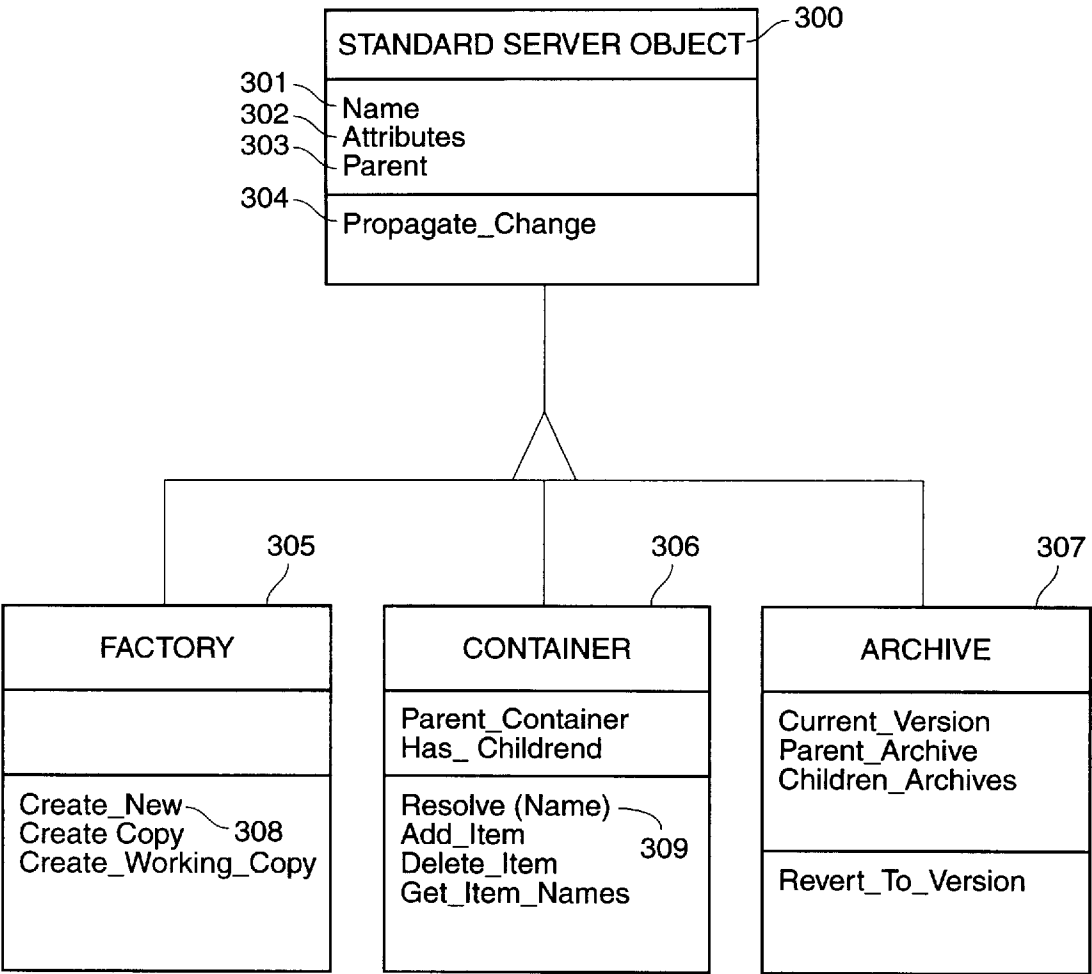 STANDARD SERVER OBJECT
300
301
302
303
Name
Attributes
Parent
304
Propagate_Change
305
306
307
FACTORY
CONTAINER
ARCHIVE
Parent_Container
Has_ Childrend
Current_Version
Parent_Archive
Children_Archives
Create_New
308
Create Copy
Create_Working_Copy
Resolve (Name)
309
Add_Item
Delete_Item
Get_Item_Names
Revert_To_Version